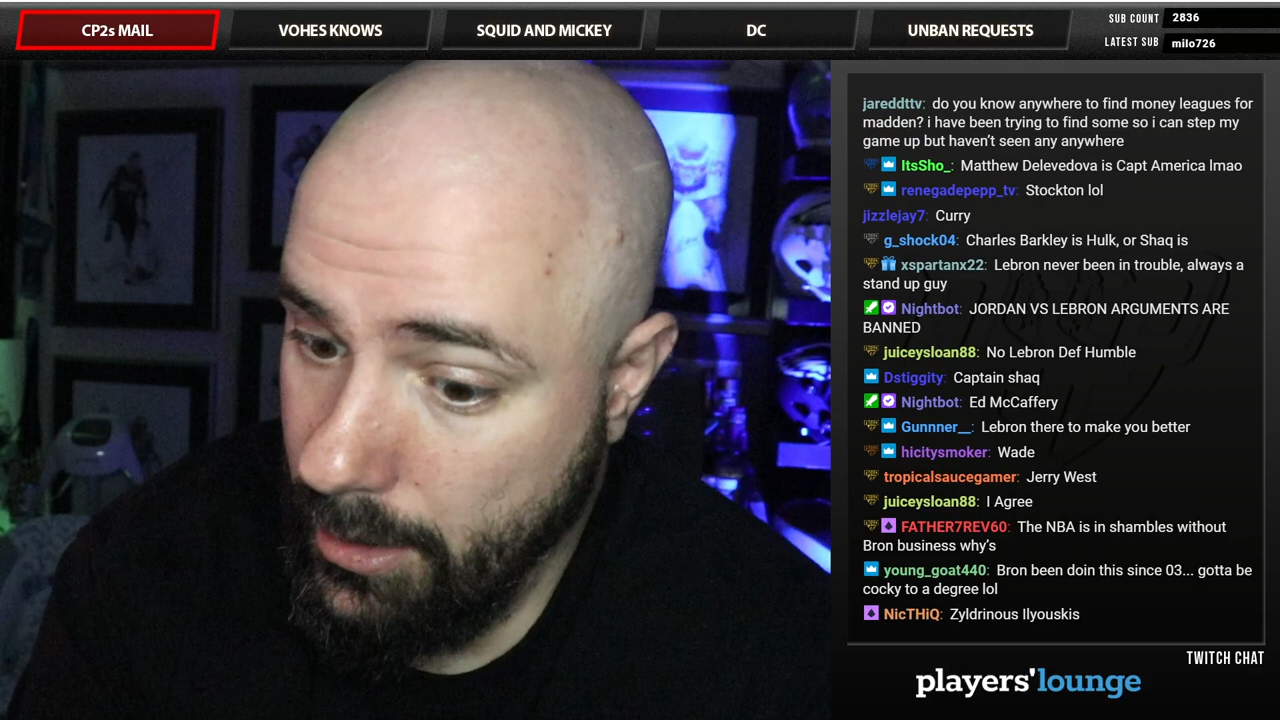 CP2s MAIL
VOHES KNOWS
SQUID AND MICKEY
DC
UNBAN REQUESTS
SUB COUNT 2836
LATEST SUB milo726
jareddttv: do you know anywhere to find money leagues for
madden? i have been trying to find some so i can step my
game up but haven't seen any anywhere
ItsSho_: Matthew Delevedova is Capt America lmao
renegadepepp_tv: Stockton lol
jizzlejay7: Curry
g_shock04: Charles Barkley is Hulk, or Shaq is
xspartanx22: Lebron never been in trouble, always a
stand up guy
Nightbot: JORDAN VS LEBRON ARGUMENTS ARE
BANNED
juiceysloan88: No Lebron Def Humble
Dstiggity: Captain shaq
Nightbot: Ed McCaffery
Gunnner__: Lebron there to make you better
hicitysmoker: Wade
tropicalsaucegamer: Jerry West
juiceysloan88: I Agree
FATHER7REV60: The NBA is in shambles without
Bron business why's
young_goat440: Bron been doin this since 03... gotta be
cocky to a degree lol
NicTHiQ: Zyldrinous Ilyouskis
TWITCH CHAT
players'lounge